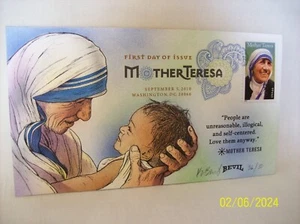 FIRST DAY OF ISSUE
MOTHER TERESA
SEPTEMBER 5, 2010
WASHINGTON, DC 20066
"People are
unreasonable, illogical,
and self-centered.
Love them anyway."
MOTHER TERESA
BEVIL
02/06/2024